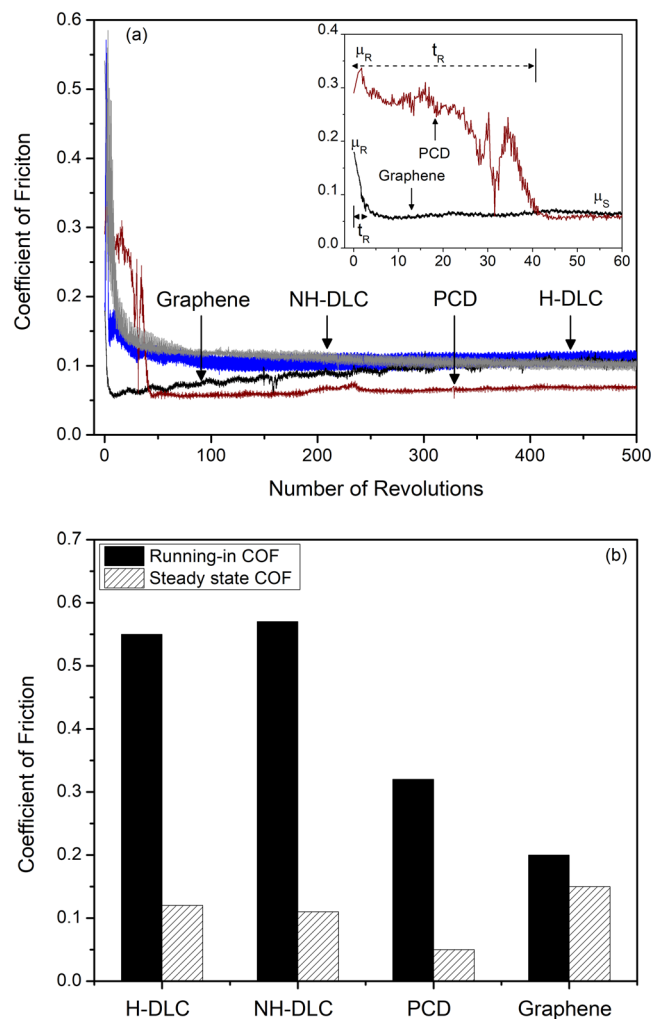 (a)
0.6
0.5
0.4
0.3
0.2
0.1
0.0
Coefficient of Friciton
0 100 200 300 400 500
Number of Revolutions
Graphene NH-DLC PCD H-DLC
0.4
0.3
0.2
0.1
0.0
0 10 20 30 40 50 60
μR tR
PCD
μR
Graphene
μS
tR
(b)
Running-in COF
Steady state COF
0.7
0.6
0.5
0.4
0.3
0.2
0.1
0.0
Coefficient of Friction
H-DLC NH-DLC PCD Graphene